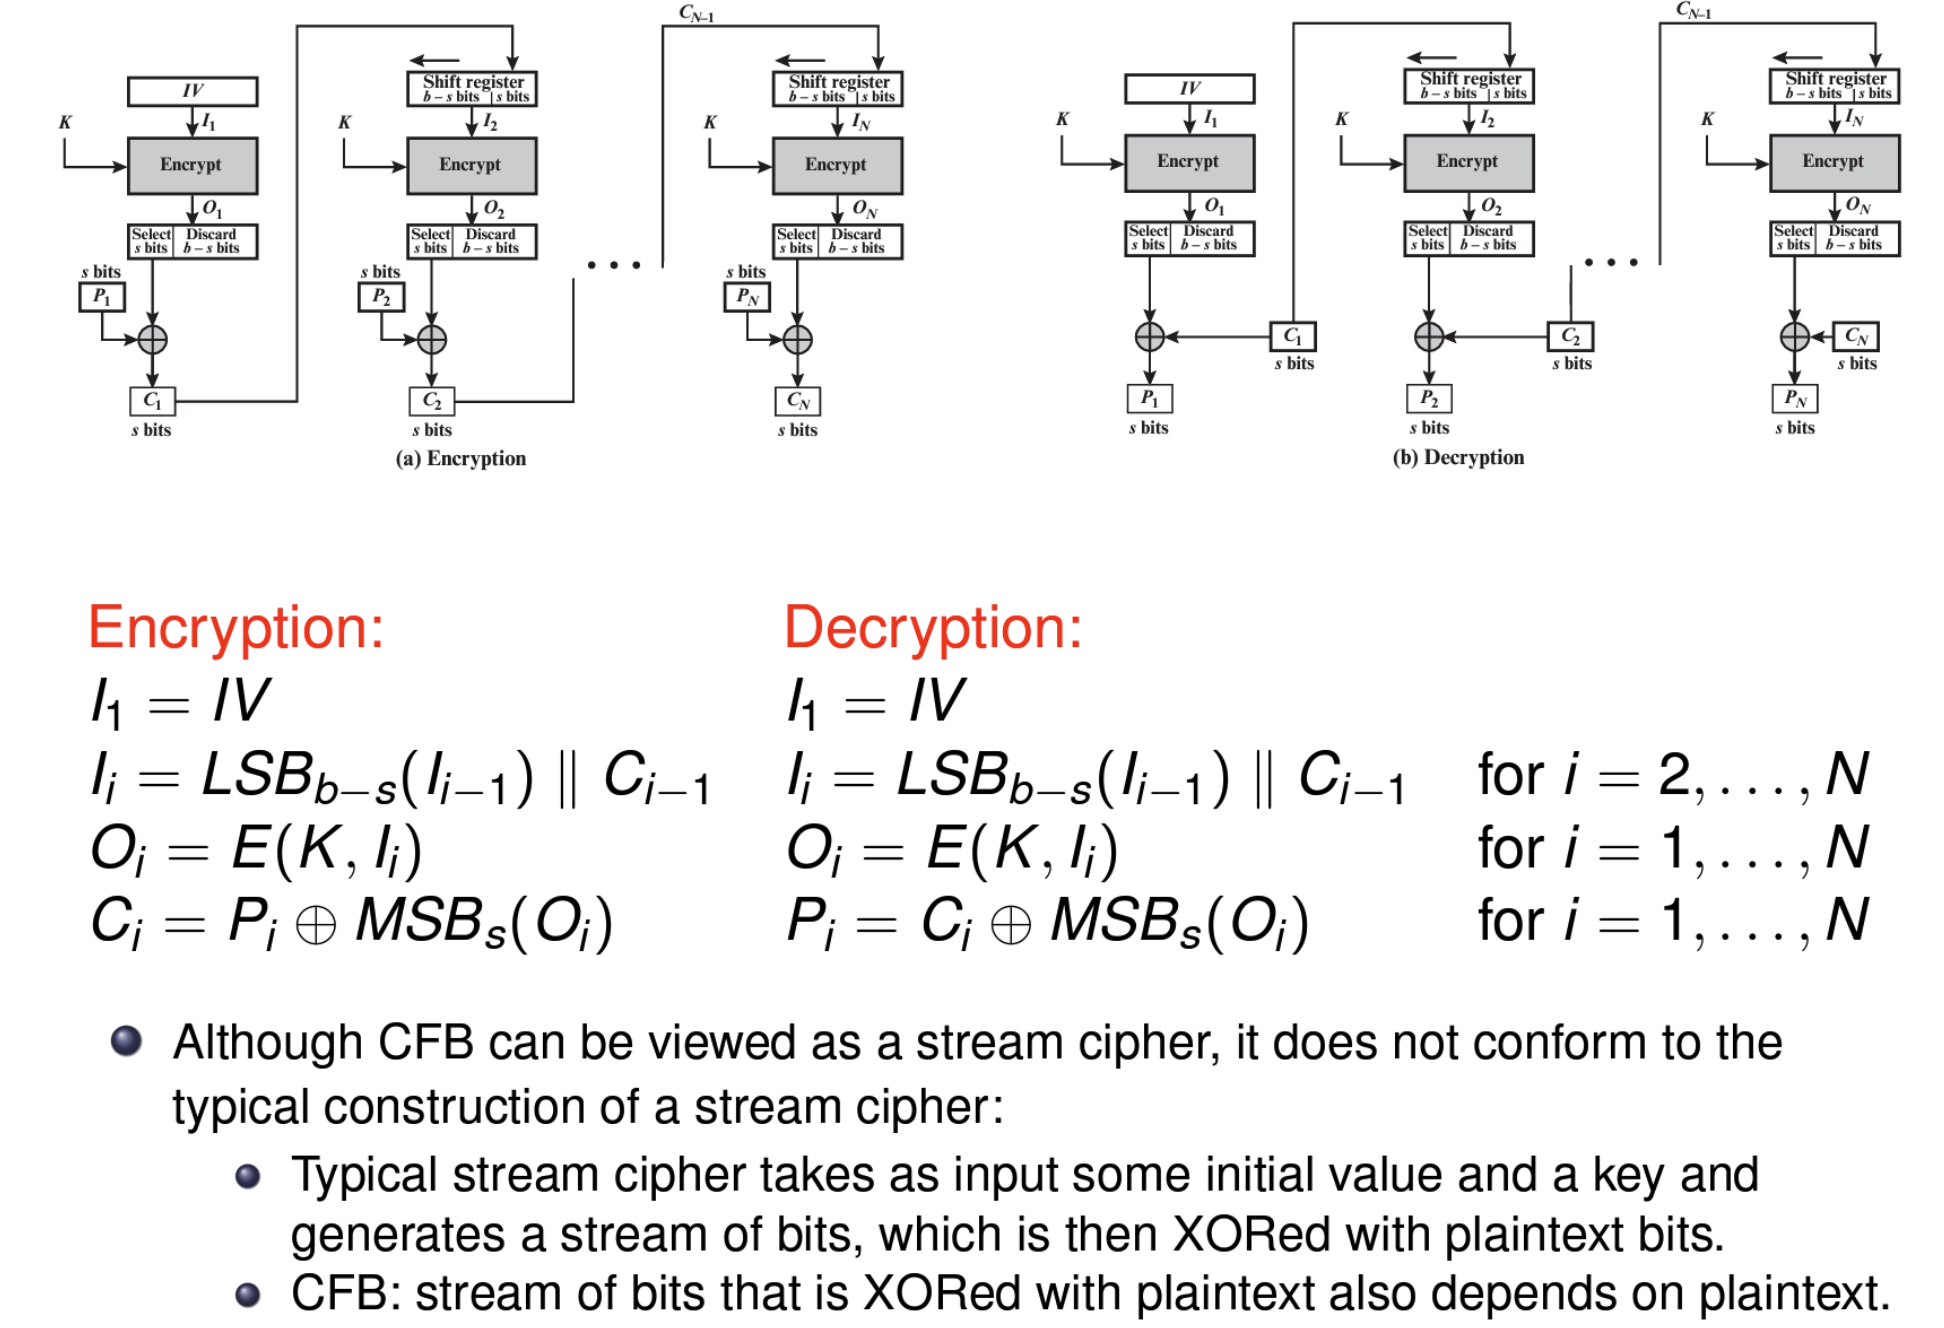 C_{N-1}
IV
I_1
K
Encrypt
O_1
Select s bits | Discard b – s bits
s bits
P_1
C_1
s bits
Shift register
b – s bits | s bits
I_2
K
Encrypt
O_2
Select s bits | Discard b – s bits
s bits
P_2
C_2
s bits
• • •
Shift register
b – s bits | s bits
I_N
K
Encrypt
O_N
Select s bits | Discard b – s bits
s bits
P_N
C_N
s bits
(a) Encryption
C_{N-1}
IV
I_1
K
Encrypt
O_1
Select s bits | Discard b – s bits
C_1
s bits
P_1
s bits
Shift register
b – s bits | s bits
I_2
K
Encrypt
O_2
Select s bits | Discard b – s bits
C_2
s bits
P_2
s bits
• • •
Shift register
b – s bits | s bits
I_N
K
Encrypt
O_N
Select s bits | Discard b – s bits
C_N
s bits
P_N
s bits
(b) Decryption
Encryption: Decryption:
I_1 = IV I_1 = IV
I_i = LSB_{b−s}(I_{i−1}) ‖ C_{i−1} I_i = LSB_{b−s}(I_{i−1}) ‖ C_{i−1} for i = 2, . . . , N
O_i = E(K, I_i) O_i = E(K, I_i) for i = 1, . . . , N
C_i = P_i ⊕ MSB_s(O_i) P_i = C_i ⊕ MSB_s(O_i) for i = 1, . . . , N
Although CFB can be viewed as a stream cipher, it does not conform to the
typical construction of a stream cipher:
Typical stream cipher takes as input some initial value and a key and
generates a stream of bits, which is then XORed with plaintext bits.
CFB: stream of bits that is XORed with plaintext also depends on plaintext.